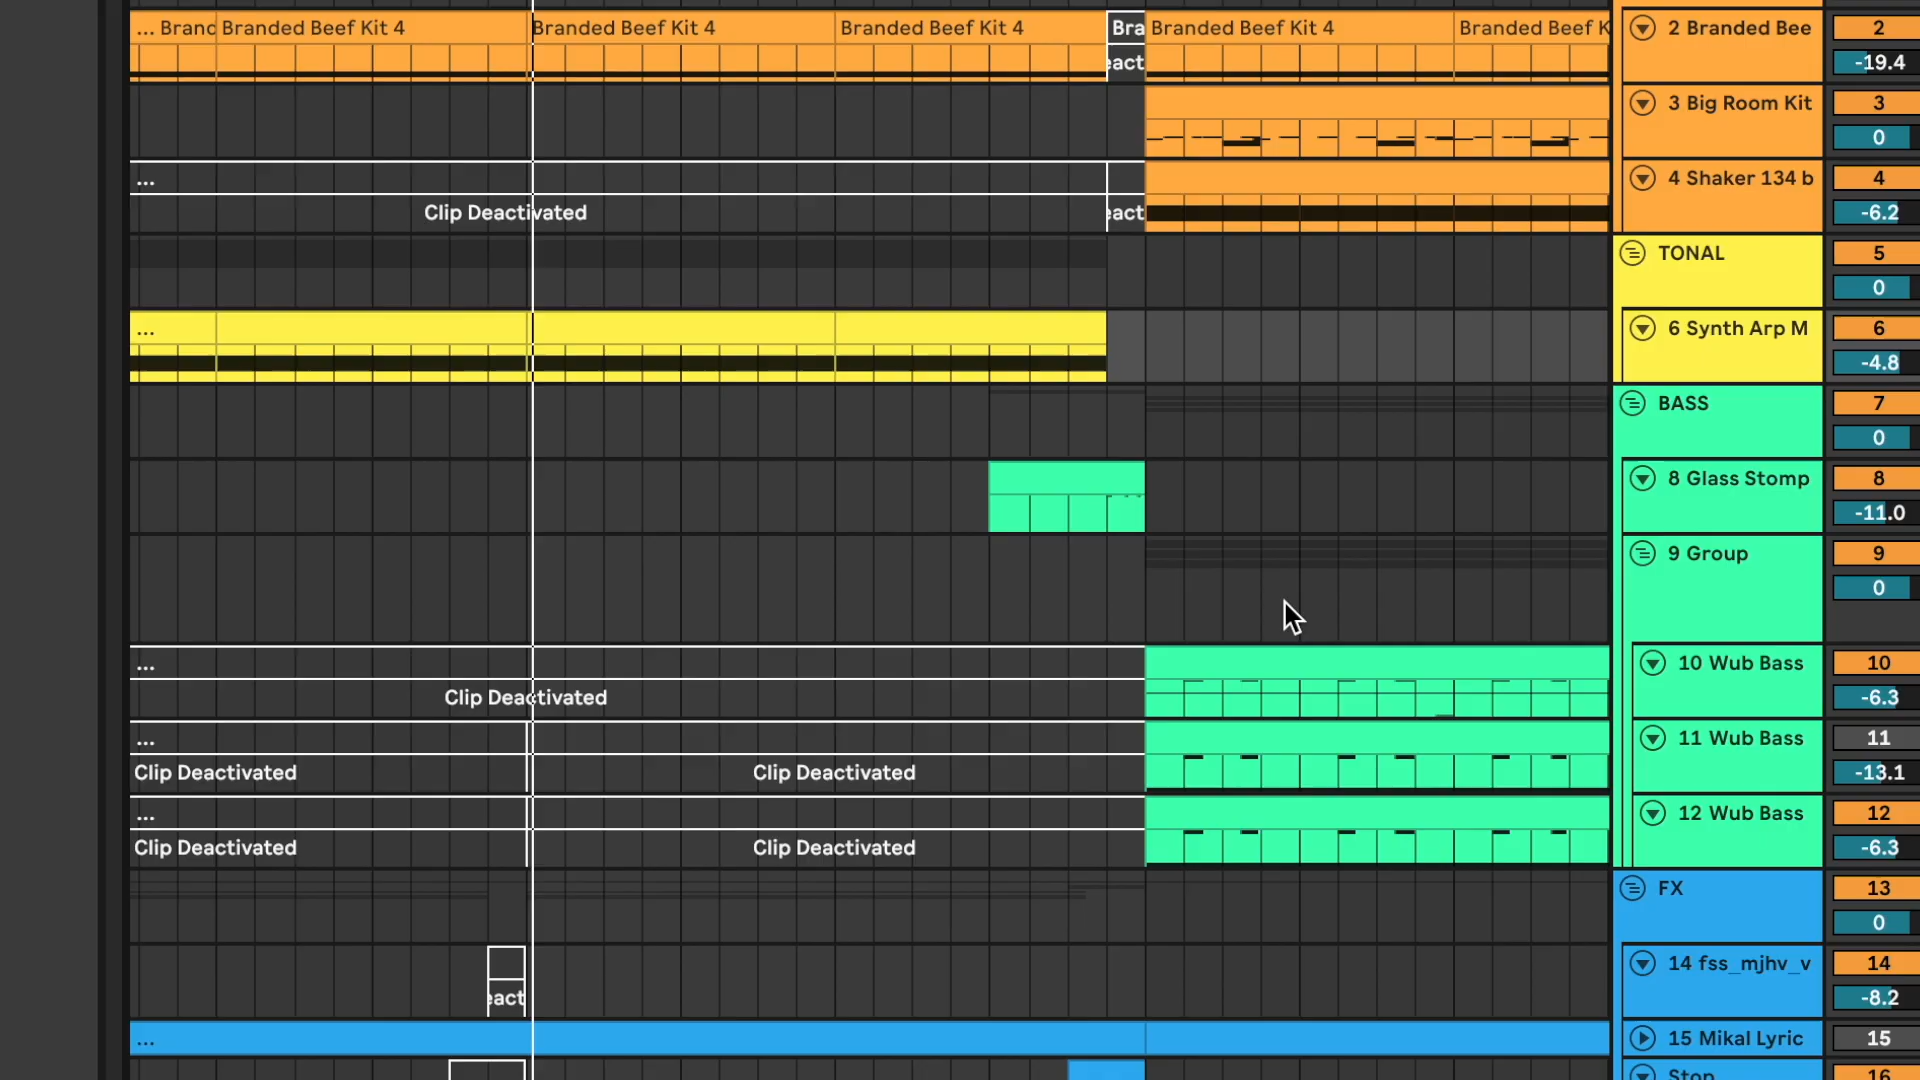 ... Branc Branded Beef Kit 4 Branded Beef Kit 4 Branded Beef Kit 4 Bra Branded Beef Kit 4 Branded Beef K 2 Branded Bee 2
eact -19.4
3 Big Room Kit 3
0
... 4 Shaker 134 b 4
Clip Deactivated eact -6.2
TONAL 5
0
... 6 Synth Arp M 6
-4.8
BASS 7
0
8 Glass Stomp 8
-11.0
9 Group 9
0
... 10 Wub Bass 10
Clip Deactivated -6.3
... 11 Wub Bass 11
Clip Deactivated Clip Deactivated -13.1
... 12 Wub Bass 12
Clip Deactivated Clip Deactivated -6.3
FX 13
0
14 fss_mjhv_v 14
eact -8.2
... 15 Mikal Lyric 15
Stop 16